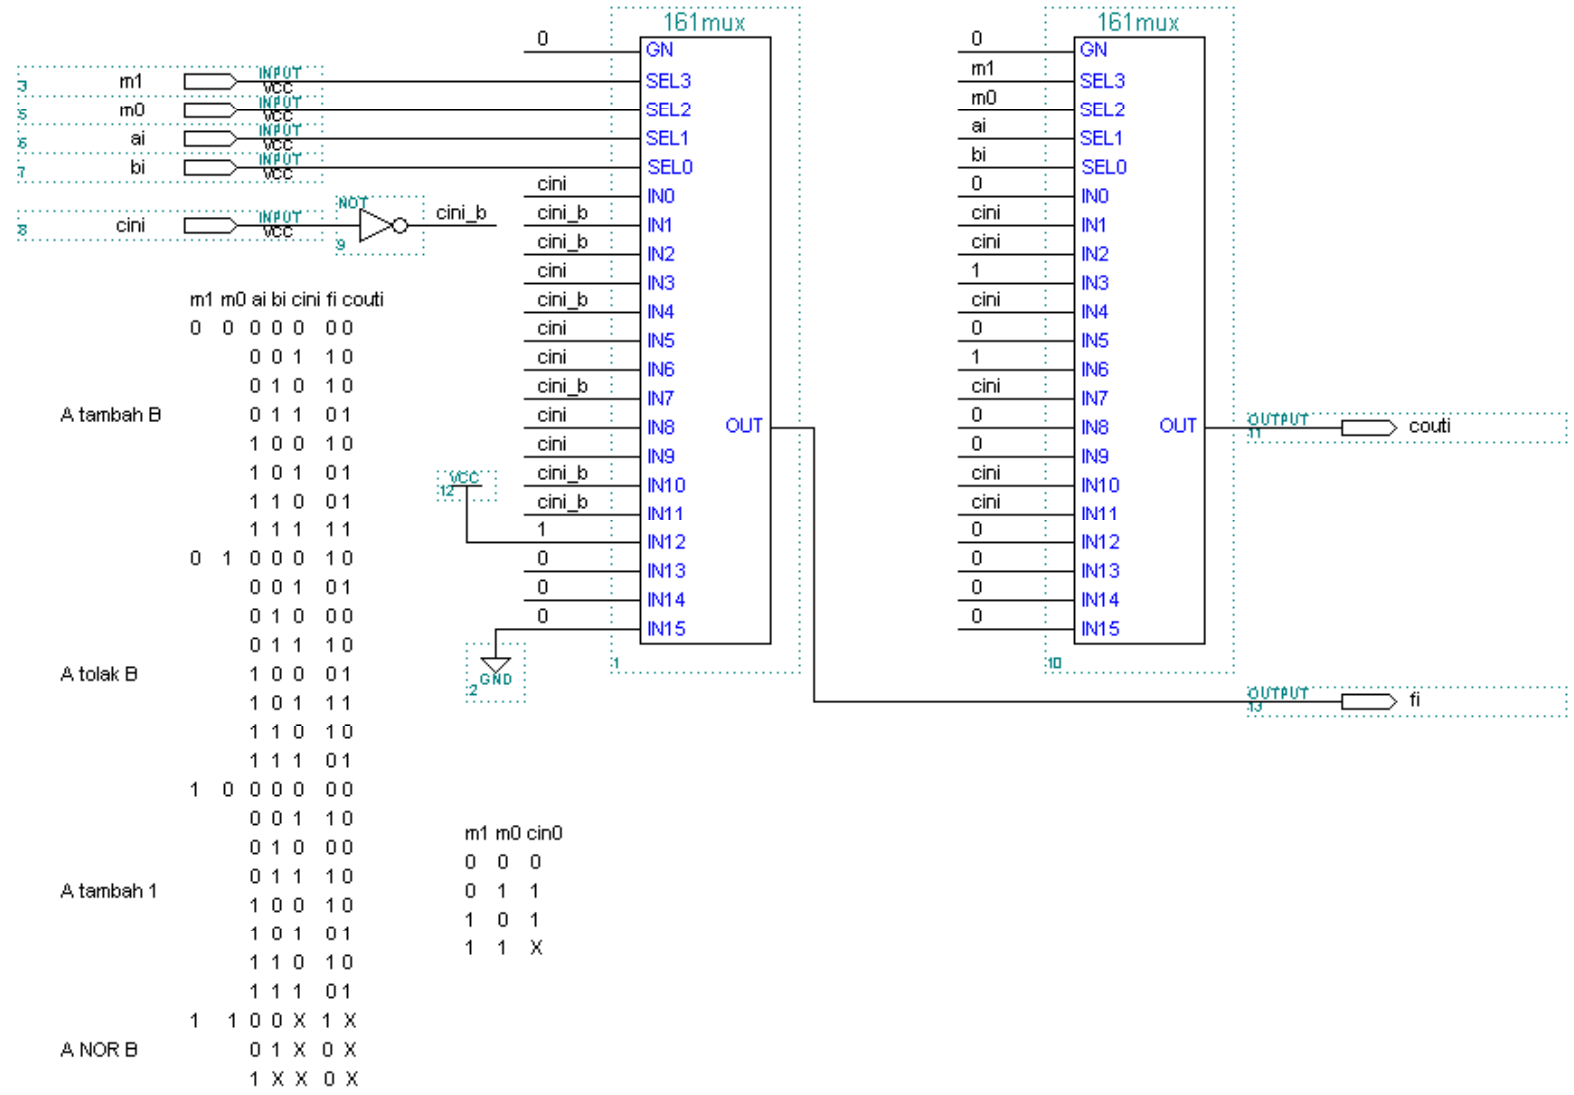 161mux 161mux
0 GN 0 GN
3 m1 INPUT VCC SEL3 m1 SEL3
5 m0 INPUT VCC SEL2 m0 SEL2
6 ai INPUT VCC SEL1 ai SEL1
7 bi INPUT VCC SEL0 bi SEL0
cini IN0 0 IN0
8 cini INPUT VCC NOT 9 cini_b cini_b IN1 cini IN1
cini_b IN2 cini IN2
cini IN3 1 IN3
cini_b IN4 cini IN4
cini IN5 0 IN5
cini IN6 1 IN6
cini_b IN7 cini IN7
cini IN8 OUT 0 IN8 OUT OUTPUT 11 couti
cini IN9 0 IN9
VCC 12 cini_b IN10 cini IN10
cini_b IN11 cini IN11
1 IN12 0 IN12
0 IN13 0 IN13
0 IN14 0 IN14
0 IN15 0 IN15
GND 2 1 10
OUTPUT 13 fi
m1 m0 ai bi cini fi couti
0 0 0 0 0 0 0
0 0 1 1 0
0 1 0 1 0
A tambah B 0 1 1 0 1
1 0 0 1 0
1 0 1 0 1
1 1 0 0 1
1 1 1 1 1
0 1 0 0 0 1 0
0 0 1 0 1
0 1 0 0 0
0 1 1 1 0
A tolak B 1 0 0 0 1
1 0 1 1 1
1 1 0 1 0
1 1 1 0 1
1 0 0 0 0 0 0
0 0 1 1 0
0 1 0 0 0
0 1 1 1 0
A tambah 1 1 0 0 1 0
1 0 1 0 1
1 1 0 1 0
1 1 1 0 1
1 1 0 0 X 1 X
A NOR B 0 1 X 0 X
1 X X 0 X
m1 m0 cin0
0 0 0
0 1 1
1 0 1
1 1 X